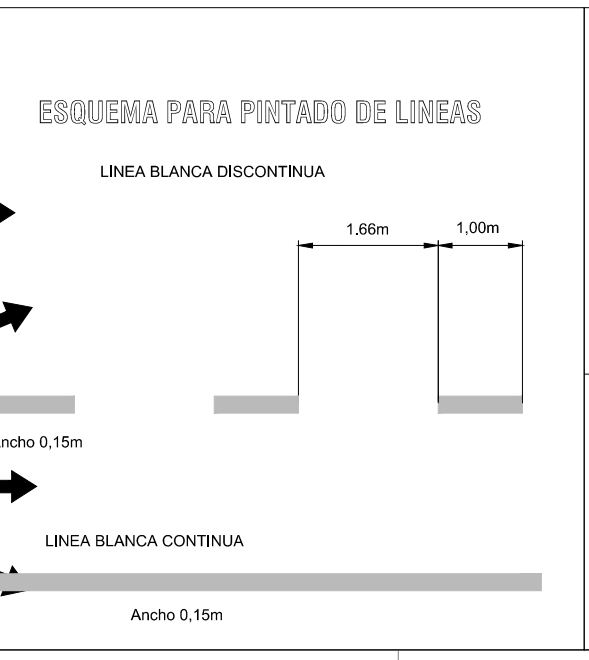 ESQUEMA PARA PINTADO DE LINEAS
LINEA BLANCA DISCONTINUA
1.66m
1,00m
0,15m
LINEA BLANCA CONTINUA
Ancho 0,15m